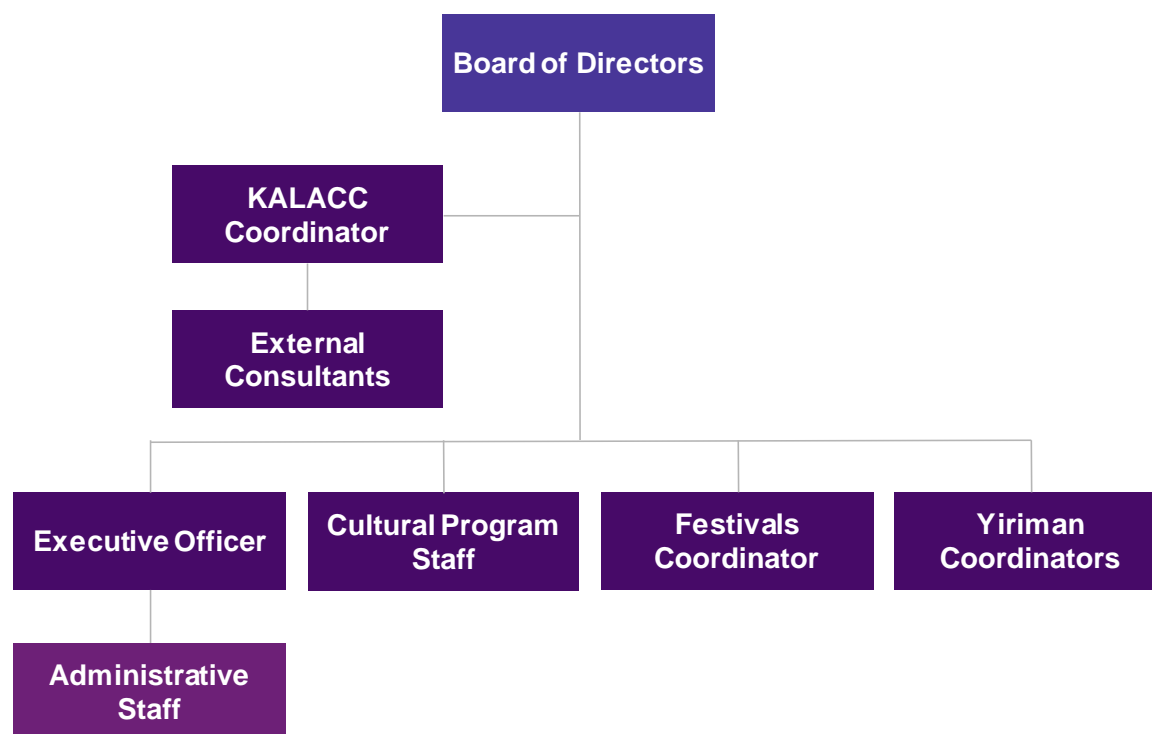 Board of Directors
KALACC
Coordinator
External
Consultants
Executive Officer
Cultural Program
Staff
Festivals
Coordinator
Yiriman
Coordinators
Administrative
Staff